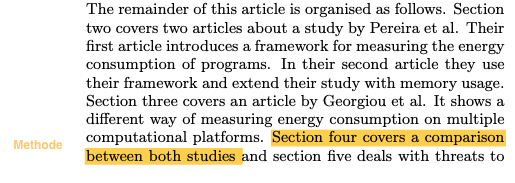 The remainder of this article is organised as follows. Section
two covers two articles about a study by Pereira et al. Their
first article introduces a framework for measuring the energy
consumption of programs. In their second article they use
their framework and extend their study with memory usage.
Section three covers an article by Georgiou et al. It shows a
different way of measuring energy consumption on multiple
computational platforms. Section four covers a comparison
Methode
between both studies and section five deals with threats to